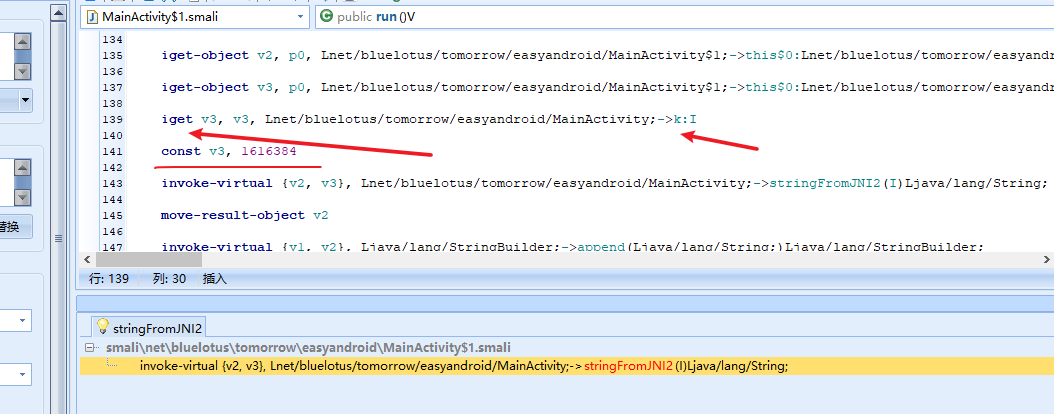 MainActivity$1.smali
public run()V
134
135 iget-object v2, p0, Lnet/bluelotus/tomorrow/easyandroid/MainActivity$1;->this$0:Lnet/bluelotus/tomorrow/easyandr
136
137 iget-object v3, p0, Lnet/bluelotus/tomorrow/easyandroid/MainActivity$1;->this$0:Lnet/bluelotus/tomorrow/easyandr
138
139 iget v3, v3, Lnet/bluelotus/tomorrow/easyandroid/MainActivity;->k:I
140
141 const v3, 1616384
142
143 invoke-virtual {v2, v3}, Lnet/bluelotus/tomorrow/easyandroid/MainActivity;->stringFromJNI2(I)Ljava/lang/String;
144
145 move-result-object v2
146
147 invoke-virtual {v1, v2}, Ljava/lang/StringBuilder;->append(Ljava/lang/String;)Ljava/lang/StringBuilder;
替换
行: 139 列: 30 插入
stringFromJNI2
smali\net\bluelotus\tomorrow\easyandroid\MainActivity$1.smali
invoke-virtual {v2, v3}, Lnet/bluelotus/tomorrow/easyandroid/MainActivity;->stringFromJNI2(I)Ljava/lang/String;